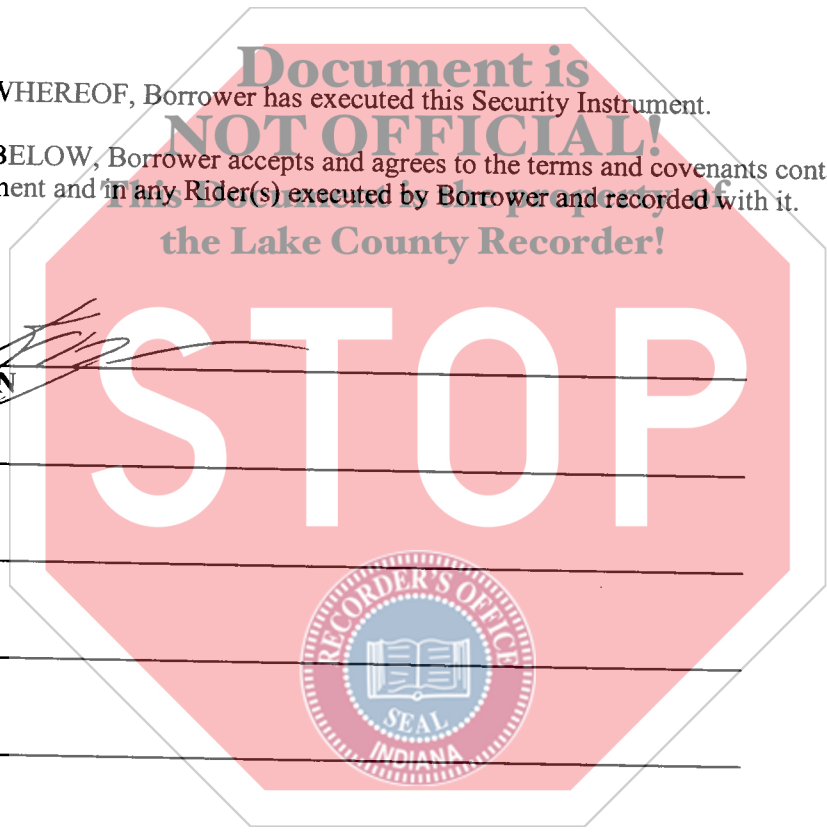 Document is
WHEREOF, Borrower has executed this Security Instrument.
NOT OFFICIAL!
BELOW, Borrower accepts and agrees to the terms and covenants cont
ment and in any Rider(s) executed by Borrower and recorded with it.
This Document is the property of
the Lake County Recorder!
N
STOP
RECORDER'S OFFICE
SEAL
INDIANA